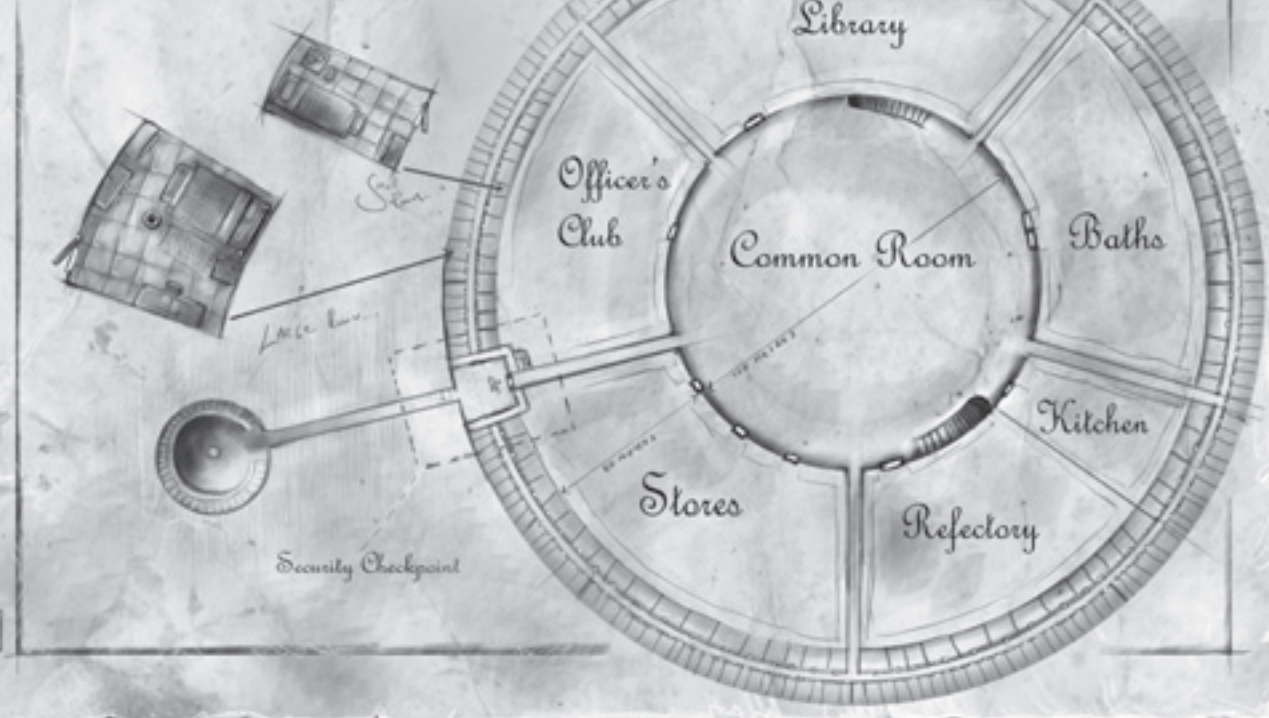 Library
Officer's
Club
Common Room
Baths
Kitchen
Stores
Refectory
Security Checkpoint